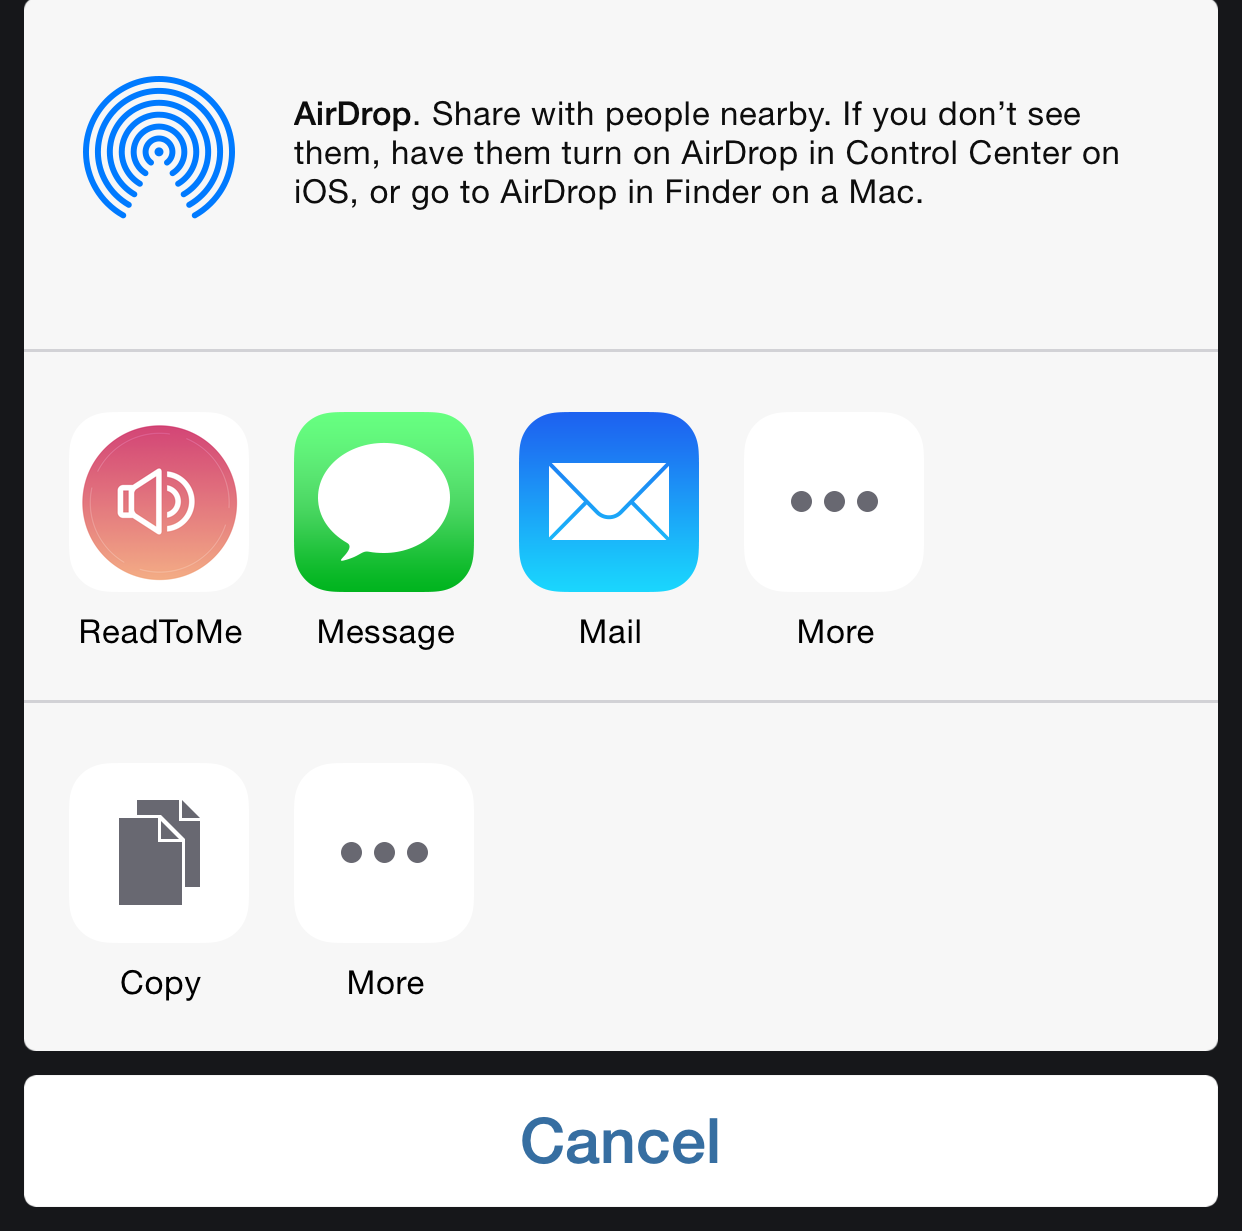 AirDrop. Share with people nearby. If you don’t see
them, have them turn on AirDrop in Control Center on
iOS, or go to AirDrop in Finder on a Mac.
ReadToMe
Message
Mail
More
Copy
More
Cancel